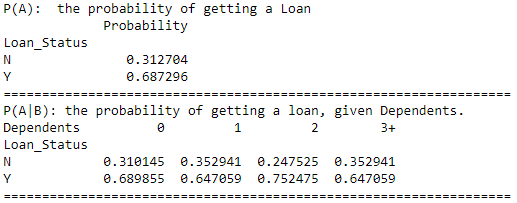 P(A):  the probability of getting a Loan
             Probability
Loan_Status
N               0.312704
Y               0.687296
=================================================================
P(A|B): the probability of getting a loan, given Dependents.
Dependents          0         1         2        3+
Loan_Status
N            0.310145  0.352941  0.247525  0.352941
Y            0.689855  0.647059  0.752475  0.647059
=================================================================